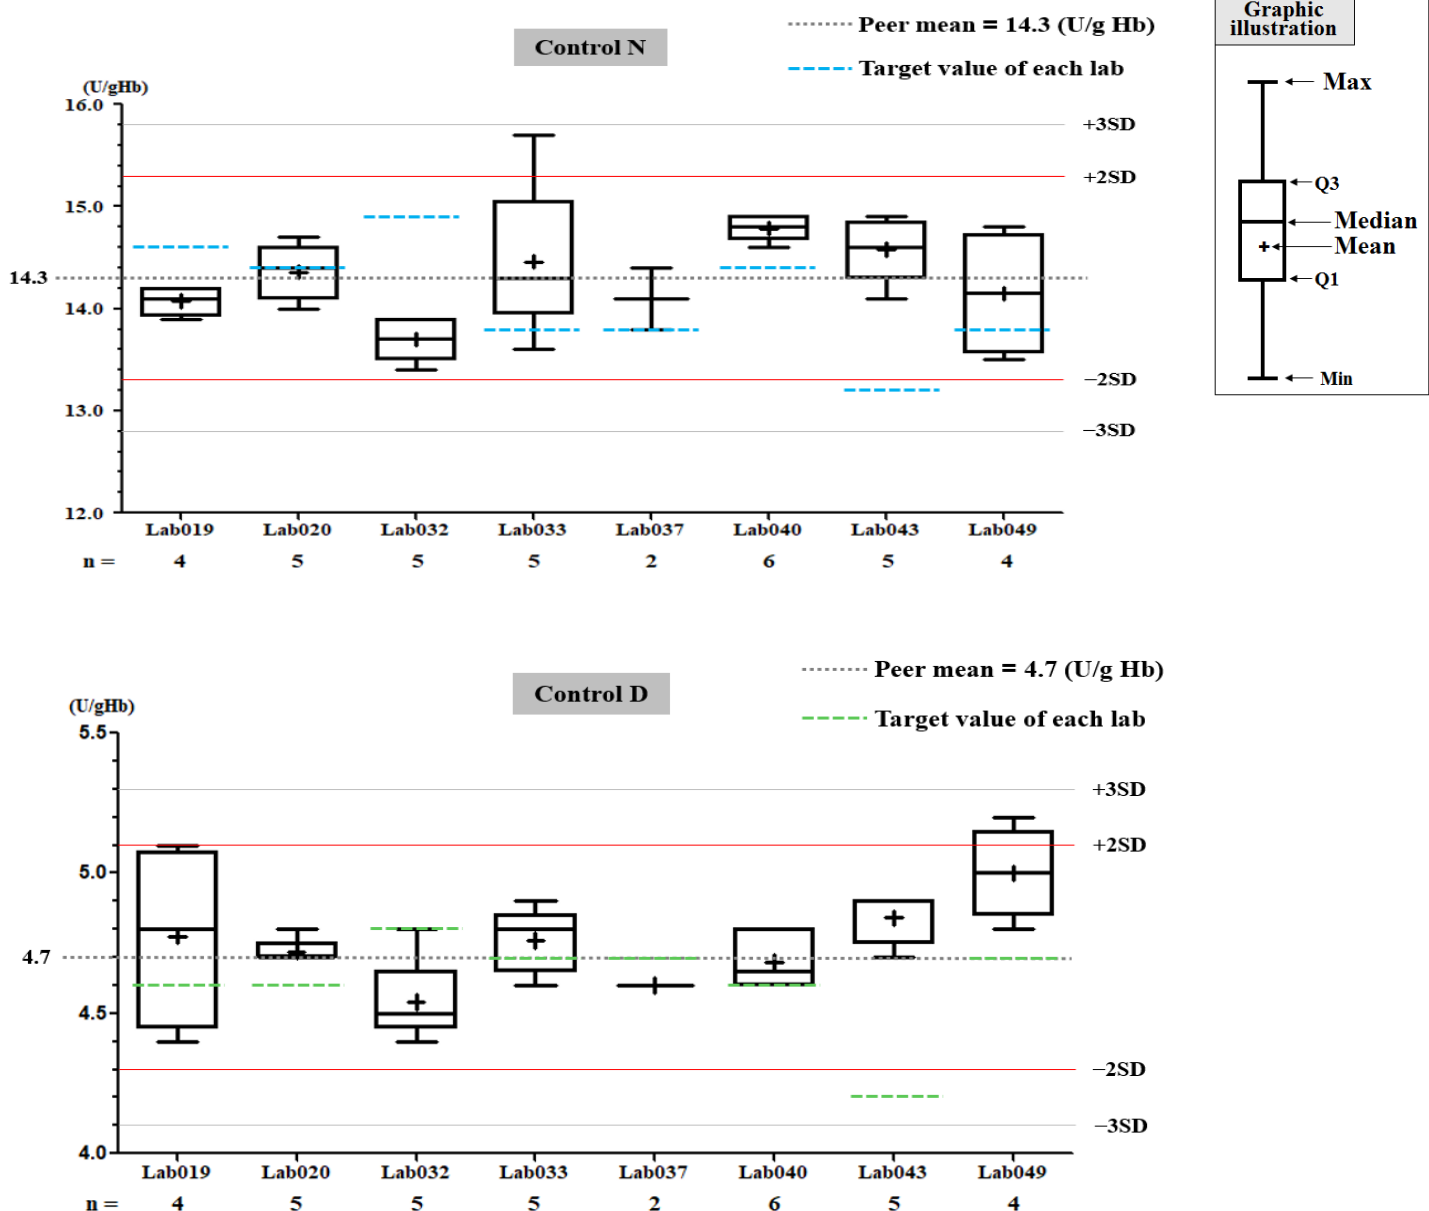 Control N
Peer mean = 14.3 (U/g Hb)
Target value of each lab
(U/gHb)
16.0
15.0
14.3
14.0
13.0
12.0
+3SD
+2SD
−2SD
−3SD
Lab019 Lab020 Lab032 Lab033 Lab037 Lab040 Lab043 Lab049
n = 4 5 5 5 2 6 5 4
Graphic
illustration
Max
Q3
Median
Mean
Q1
Min
Control D
Peer mean = 4.7 (U/g Hb)
Target value of each lab
(U/gHb)
5.5
5.0
4.7
4.5
4.0
+3SD
+2SD
−2SD
−3SD
Lab019 Lab020 Lab032 Lab033 Lab037 Lab040 Lab043 Lab049
n = 4 5 5 5 2 6 5 4